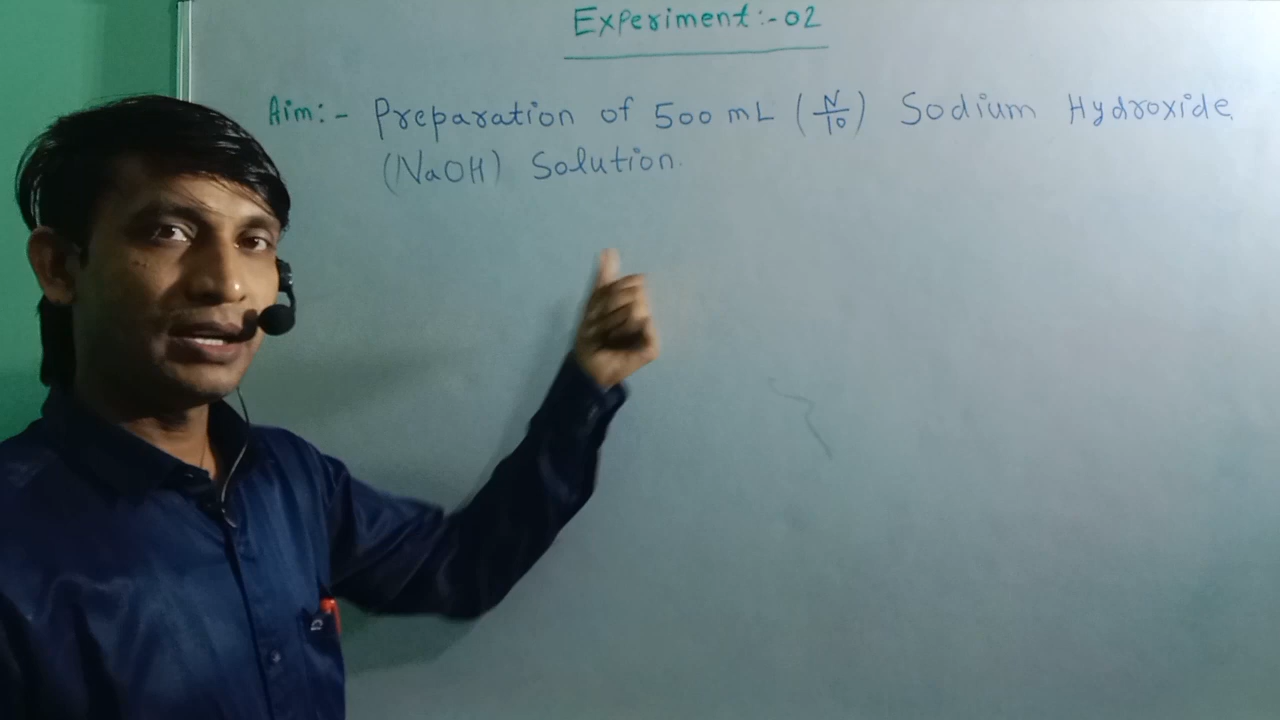 Experiment:-02
Aim:- Preparation of 500 mL (N/10) Sodium Hydroxide
(NaOH) Solution.